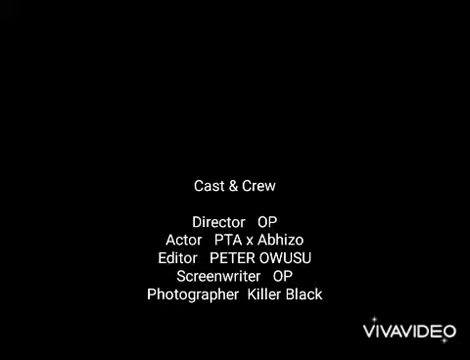 Cast & Crew
Director OP
Actor PTA x Abhizo
Editor PETER OWUSU
Screenwriter OP
Photographer Killer Black
VIVAVIDEO